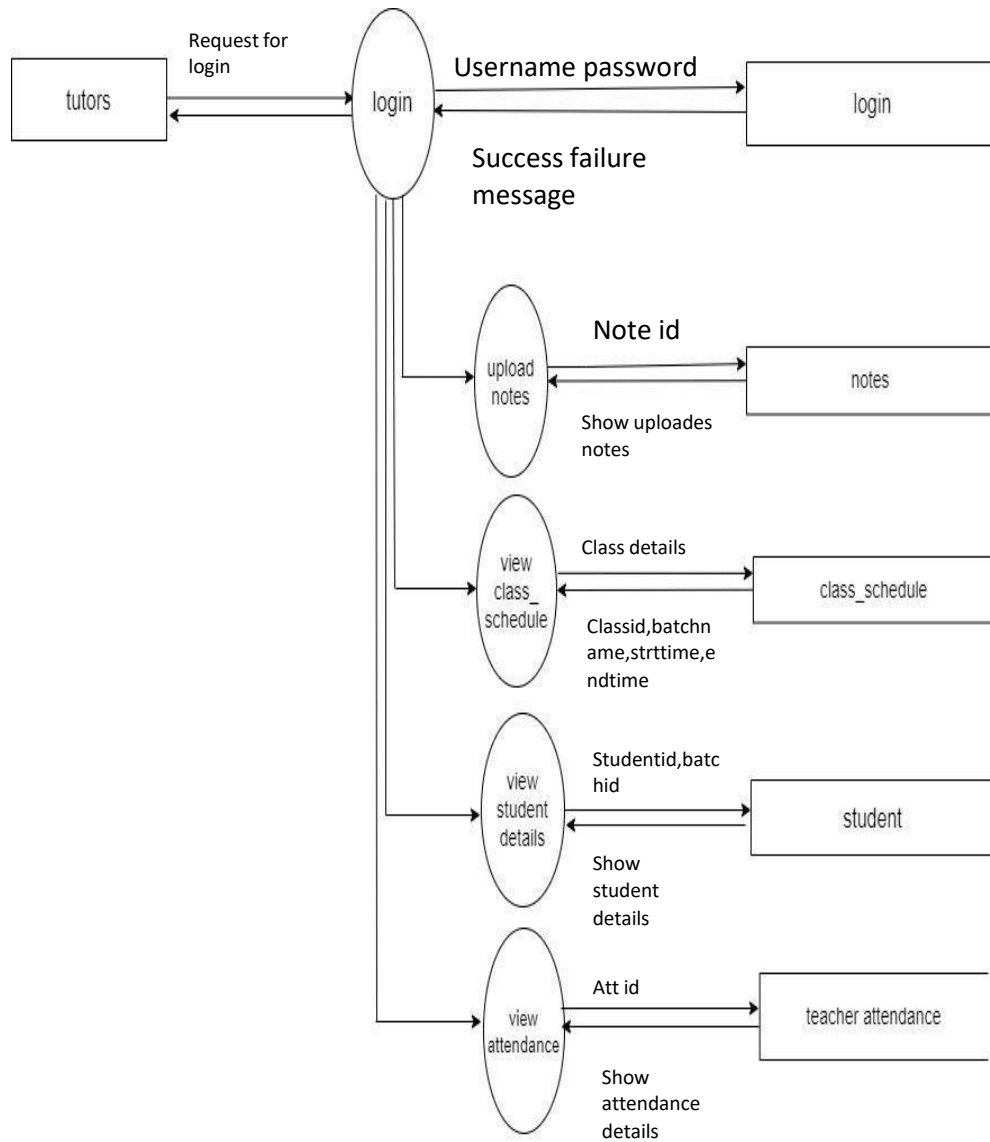 Request for
login
tutors
login
Username password
login
Success failure
message
upload
notes
Note id
notes
Show uploades
notes
view
class_
schedule
Class details
class_schedule
Classid,batchn
ame,strttime,e
ndtime
view
student
details
Studentid,batc
hid
student
Show
student
details
view
attendance
Att id
teacher attendance
Show
attendance
details